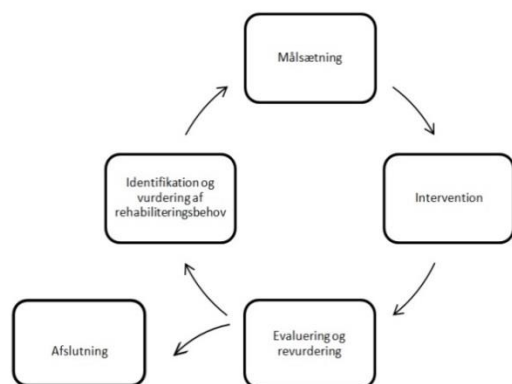 Målsætning
Identifikation og
vurdering af
rehabiliteringsbehov
Intervention
Evaluering og
revurdering
Afslutning